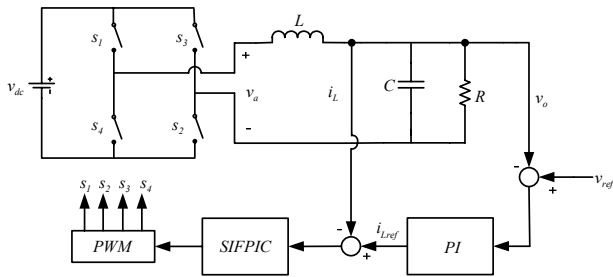 L
s1
s3
+
vdc
+
-
va
iL
C
R
vo
s4
s2
-
-
s1 s2 s3 s4
+
vref
-
iLref
PWM
SIFPIC
+
PI